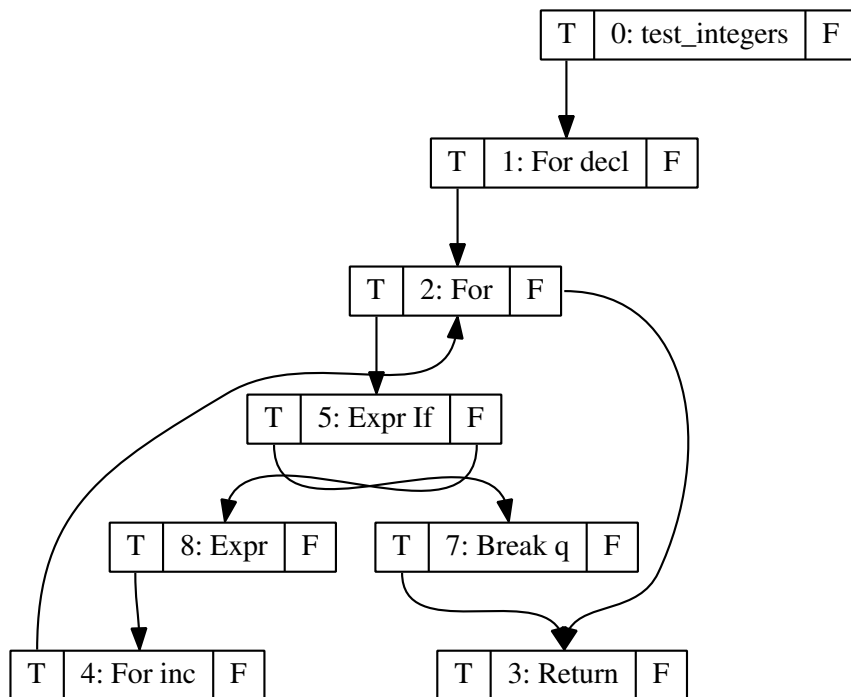 T 0: test_integers F
T 1: For decl F
T 2: For F
T 5: Expr If F
T 8: Expr F
T 7: Break q F
T 4: For inc F
T 3: Return F